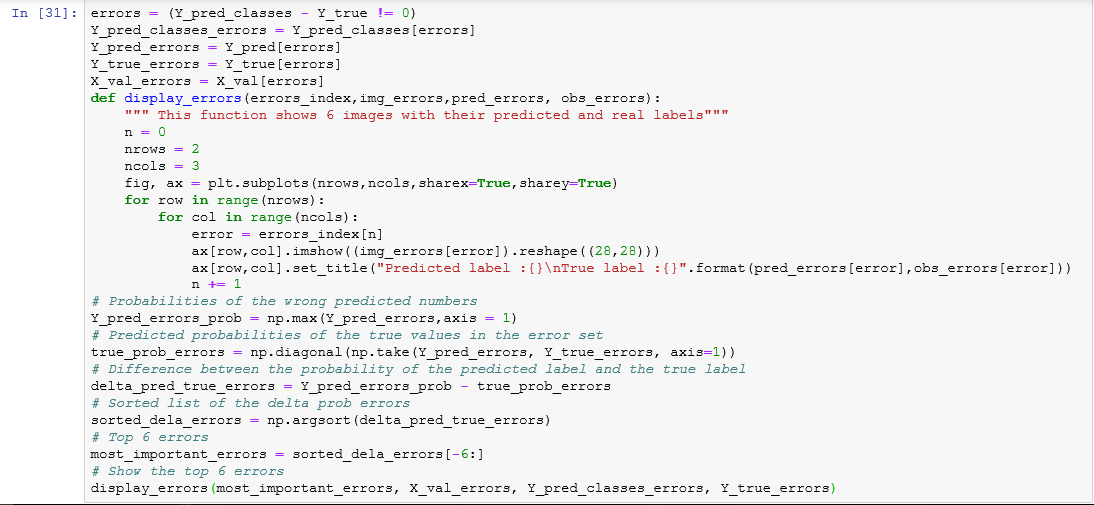 In [31]: errors = (Y_pred_classes - Y_true != 0)
Y_pred_classes_errors = Y_pred_classes[errors]
Y_pred_errors = Y_pred[errors]
Y_true_errors = Y_true[errors]
X_val_errors = X_val[errors]
def display_errors(errors_index,img_errors,pred_errors, obs_errors):
    """ This function shows 6 images with their predicted and real labels"""
    n = 0
    nrows = 2
    ncols = 3
    fig, ax = plt.subplots(nrows,ncols,sharex=True,sharey=True)
    for row in range(nrows):
        for col in range(ncols):
            error = errors_index[n]
            ax[row,col].imshow((img_errors[error]).reshape((28,28)))
            ax[row,col].set_title("Predicted label :{}\nTrue label :{}".format(pred_errors[error],obs_errors[error]))
            n += 1
# Probabilities of the wrong predicted numbers
Y_pred_errors_prob = np.max(Y_pred_errors,axis = 1)
# Predicted probabilities of the true values in the error set
true_prob_errors = np.diagonal(np.take(Y_pred_errors, Y_true_errors, axis=1))
# Difference between the probability of the predicted label and the true label
delta_pred_true_errors = Y_pred_errors_prob - true_prob_errors
# Sorted list of the delta prob errors
sorted_dela_errors = np.argsort(delta_pred_true_errors)
# Top 6 errors
most_important_errors = sorted_dela_errors[-6:]
# Show the top 6 errors
display_errors(most_important_errors, X_val_errors, Y_pred_classes_errors, Y_true_errors)